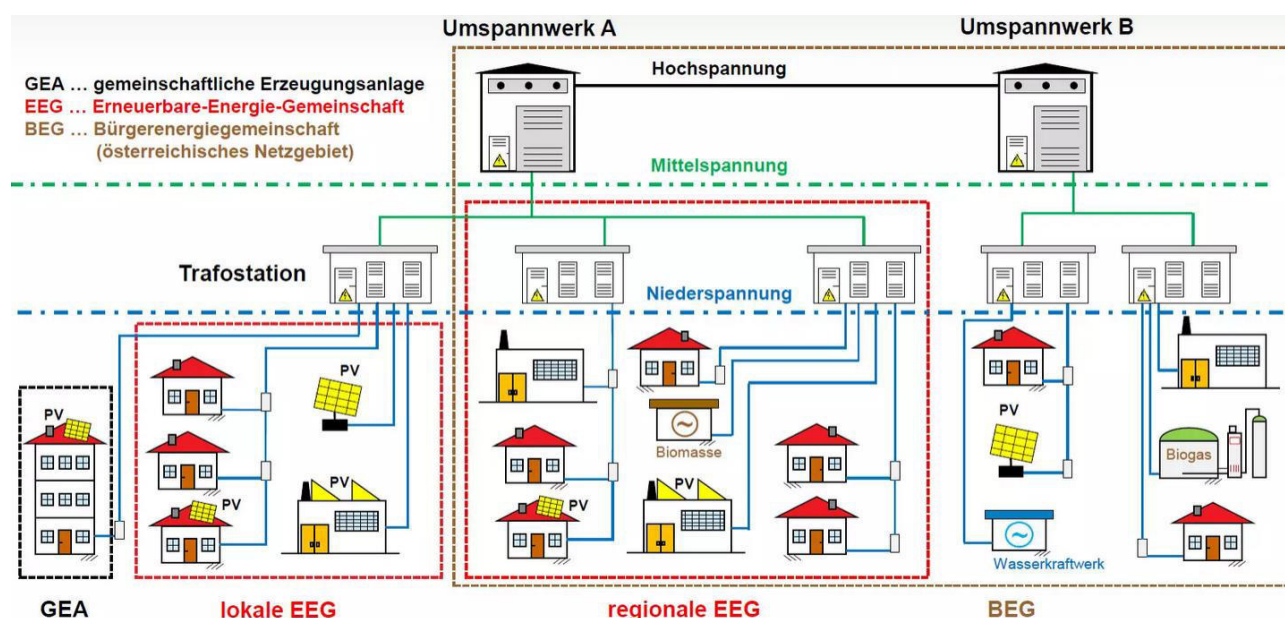 Umspannwerk A
Umspannwerk B
Hochspannung
GEA ... gemeinschaftliche Erzeugungsanlage
EEG ... Erneuerbare-Energie-Gemeinschaft
BEG ... Bürgerenergiegemeinschaft
(österreichisches Netzgebiet)
Mittelspannung
Trafostation
Niederspannung
PV
PV
PV
PV
Biomasse
PV
PV
PV
Biogas
Wasserkraftwerk
GEA
lokale EEG
regionale EEG
BEG